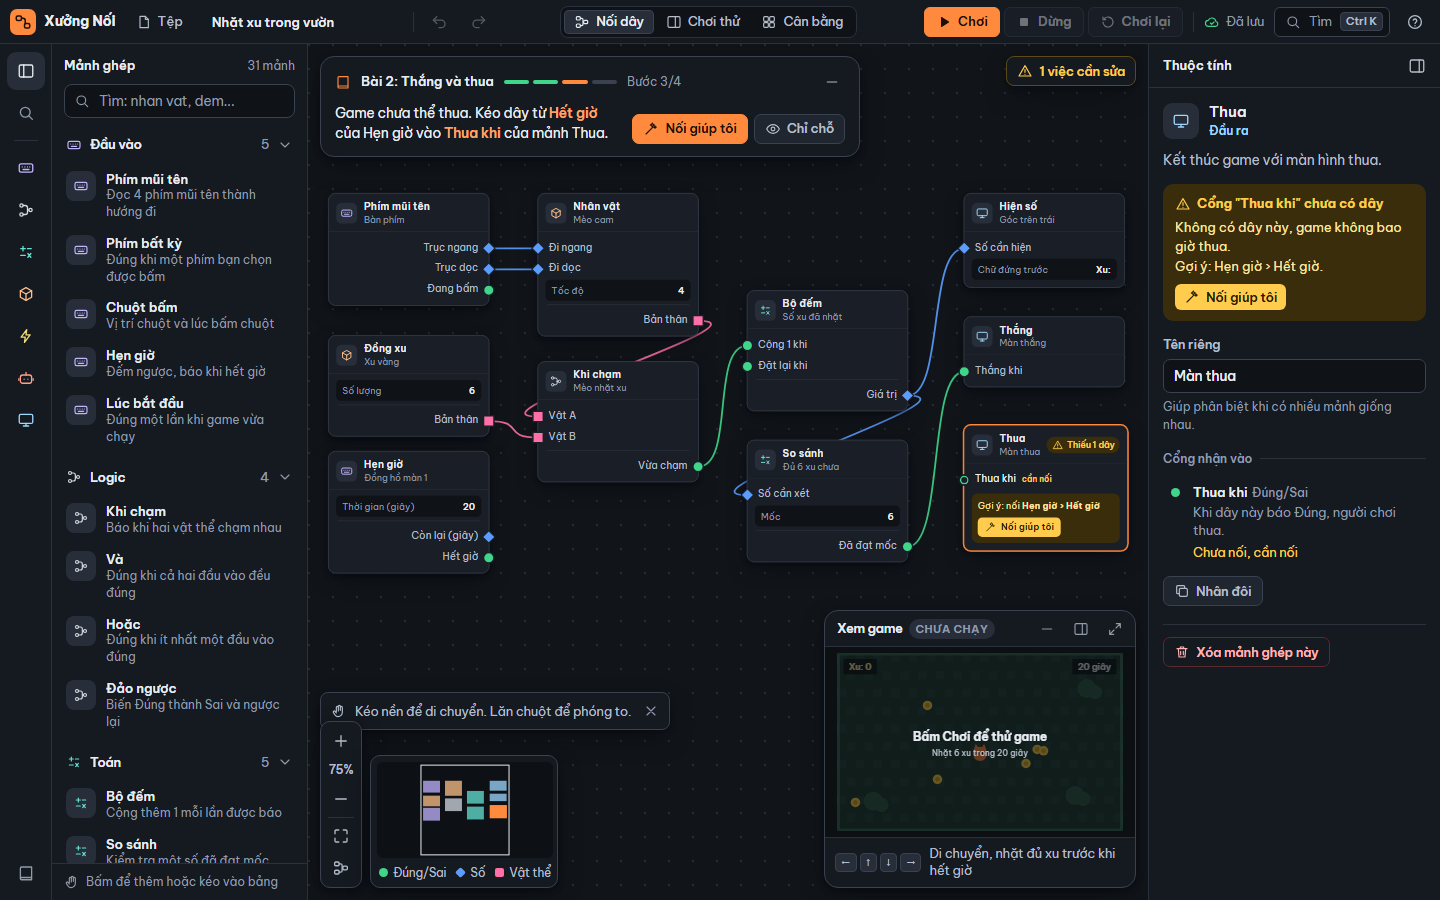 Xưởng Nối
Tệp
Nhặt xu trong vườn
Nối dây
Chơi thử
Cân bằng
Chơi
Dừng
Chơi lại
Đã lưu
Tìm
Ctrl K
Mảnh ghép
31 mảnh
Tìm: nhan vat, dem...
Đầu vào
5
Phím mũi tên
Đọc 4 phím mũi tên thành
hướng đi
Phím bất kỳ
Đúng khi một phím bạn chọn
được bấm
Chuột bấm
Vị trí chuột và lúc bấm chuột
Hẹn giờ
Đếm ngược, báo khi hết giờ
Lúc bắt đầu
Đúng một lần khi game vừa
chạy
Logic
4
Khi chạm
Báo khi hai vật thể chạm nhau
Và
Đúng khi cả hai đầu vào đều
đúng
Hoặc
Đúng khi ít nhất một đầu vào
đúng
Đảo ngược
Biến Đúng thành Sai và ngược
lại
Toán
5
Bộ đếm
Cộng thêm 1 mỗi lần được báo
So sánh
Kiểm tra một số đã đạt mốc
Bấm để thêm hoặc kéo vào bảng
Bài 2: Thắng và thua
Bước 3/4
Game chưa thể thua. Kéo dây từ Hết giờ
của Hẹn giờ vào Thua khi của mảnh Thua.
Nối giúp tôi
Chỉ chỗ
1 việc cần sửa
Phím mũi tên
Bàn phím
Trục ngang
Trục dọc
Đang bấm
Đồng xu
Xu vàng
Số lượng
6
Bản thân
Hẹn giờ
Đồng hồ màn 1
Thời gian (giây)
20
Còn lại (giây)
Hết giờ
Nhân vật
Mèo cam
Đi ngang
Đi dọc
Tốc độ
4
Bản thân
Khi chạm
Mèo nhặt xu
Vật A
Vật B
Vừa chạm
Bộ đếm
Số xu đã nhặt
Cộng 1 khi
Đặt lại khi
Giá trị
So sánh
Đủ 6 xu chưa
Số cần xét
Mốc
6
Đã đạt mốc
Hiện số
Góc trên trái
Số cần hiện
Chữ đứng trước
Xu:
Thắng
Màn thắng
Thắng khi
Thua
Màn thua
Thiếu 1 dây
Thua khi
cần nối
Gợi ý: nối Hẹn giờ › Hết giờ
Nối giúp tôi
Kéo nền để di chuyển. Lăn chuột để phóng to.
75%
Đúng/Sai
Số
Vật thể
Xem game
CHƯA CHẠY
Xu: 0
20 giây
Bấm Chơi để thử game
Nhặt 6 xu trong 20 giây
← ↑ ↓ →
Di chuyển, nhặt đủ xu trước khi
hết giờ
Thuộc tính
Thua
Đầu ra
Kết thúc game với màn hình thua.
Cổng "Thua khi" chưa có dây
Không có dây này, game không bao
giờ thua.
Gợi ý: Hẹn giờ › Hết giờ.
Nối giúp tôi
Tên riêng
Màn thua
Giúp phân biệt khi có nhiều mảnh giống
nhau.
Cổng nhận vào
Thua khi Đúng/Sai
Khi dây này báo Đúng, người chơi
thua.
Chưa nối, cần nối
Nhân đôi
Xóa mảnh ghép này